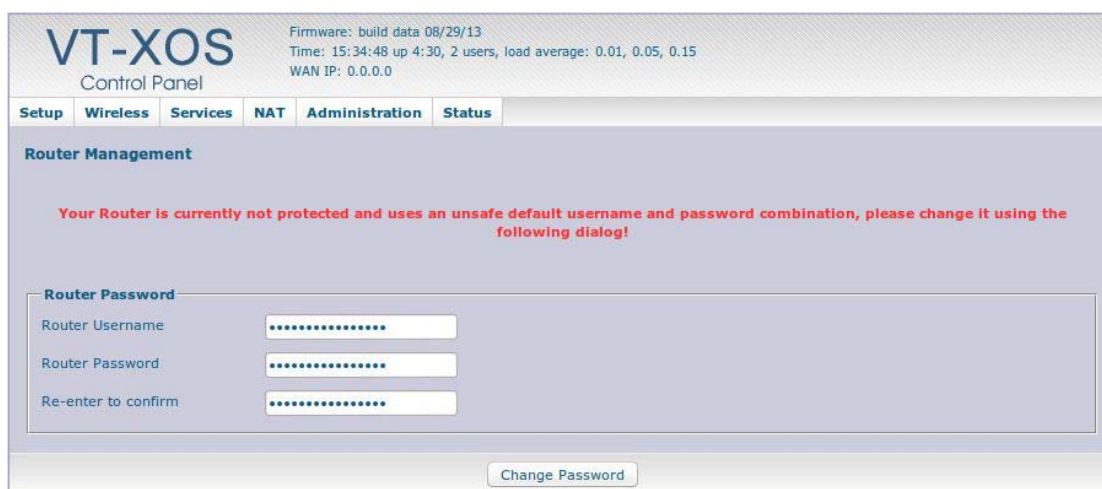 VT-XOS
Control Panel
Firmware: build data 08/29/13
Time: 15:34:48 up 4:30, 2 users, load average: 0.01, 0.05, 0.15
WAN IP: 0.0.0.0
Setup Wireless Services NAT Administration Status
Router Management
Your Router is currently not protected and uses an unsafe default username and password combination, please change it using the
following dialog!
Router Password
Router Username ••••••••••••••••
Router Password ••••••••••••••••
Re-enter to confirm ••••••••••••••••
Change Password